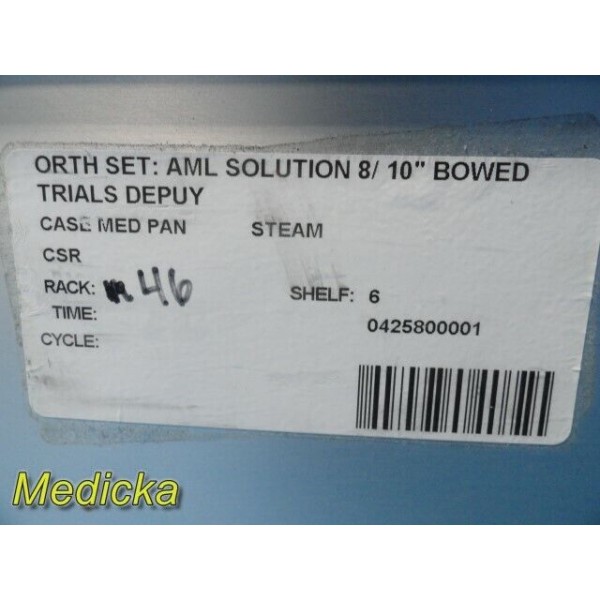 ORTH SET: AML SOLUTION 8/ 10" BOWED
TRIALS DEPUY
CASE MED PAN STEAM
CSR
RACK: 46 SHELF: 6
TIME: 0425800001
CYCLE:
Medicka